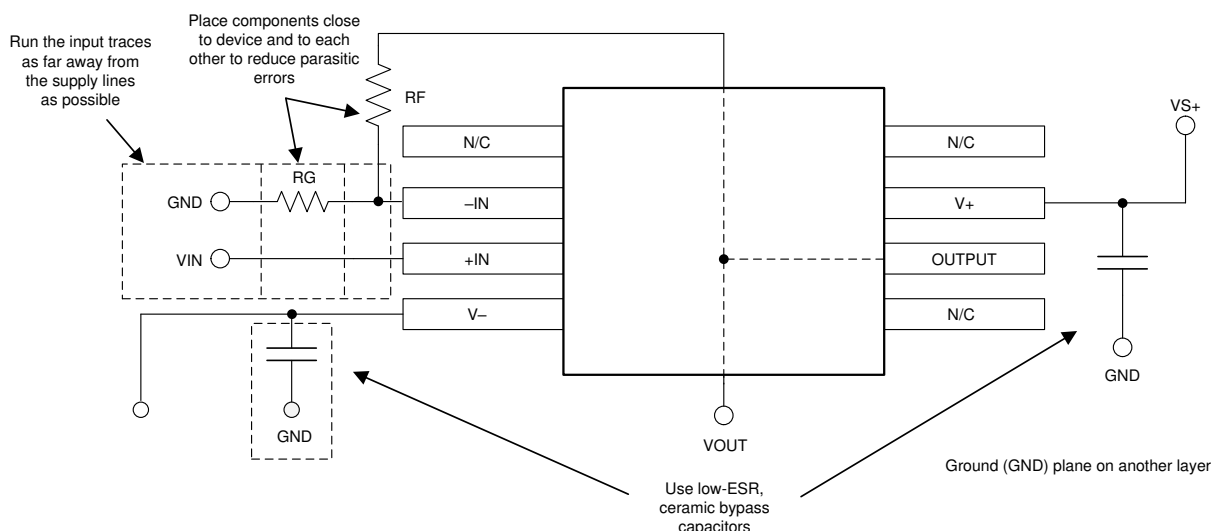 Place components close
to device and to each
other to reduce parasitic
errors
Run the input traces
as far away from
the supply lines
as possible
RF
VS+
N/C
N/C
RG
GND
–IN
V+
VIN
+IN
OUTPUT
V–
N/C
GND
GND
VOUT
Ground (GND) plane on another layer
Use low-ESR,
ceramic bypass
capacitors